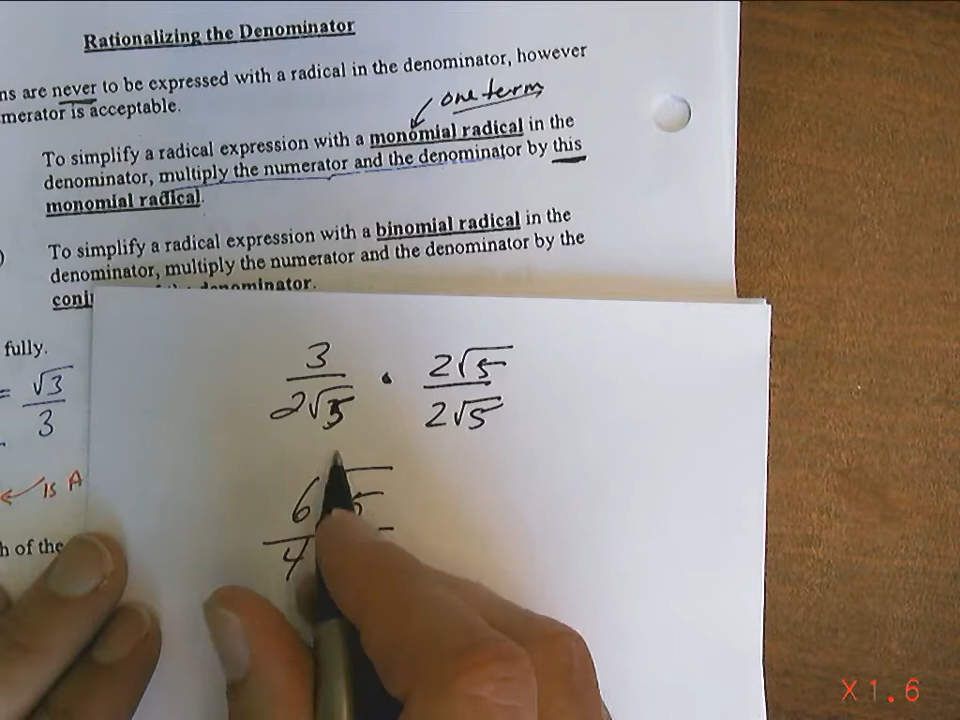 Rationalizing the Denominator
ns are never to be expressed with a radical in the denominator, however
merator is acceptable.
one term
To simplify a radical expression with a monomial radical in the
denominator, multiply the numerator and the denominator by this
monomial radical.
)
To simplify a radical expression with a binomial radical in the
denominator, multiply the numerator and the denominator by the
denominator.
fully.
= √3
3
3
2√5 · 2√5
2√5
is A
6 5
4
h of the
X1.6